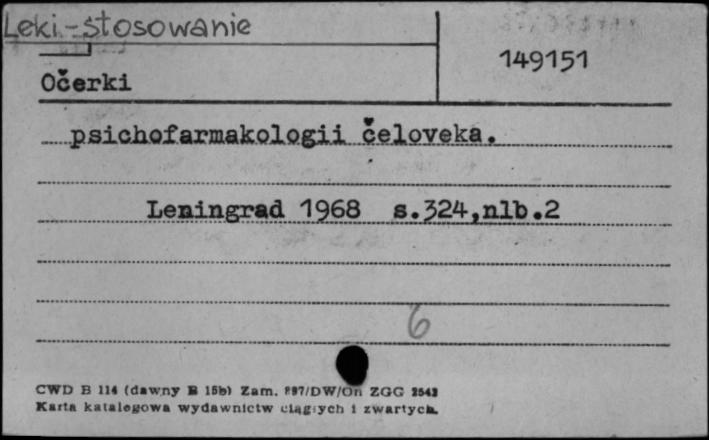 Leki-stosowanie
149151
Očerki
psichofarmakologii čeloveka.
Leningrad 1968 s.324,nlb.2
6
CWD B 114 (dawny B 15b) Zam. 897/DW/On ZGG 2542
Karta katalogowa wydawnictw ciągłych i zwartych.